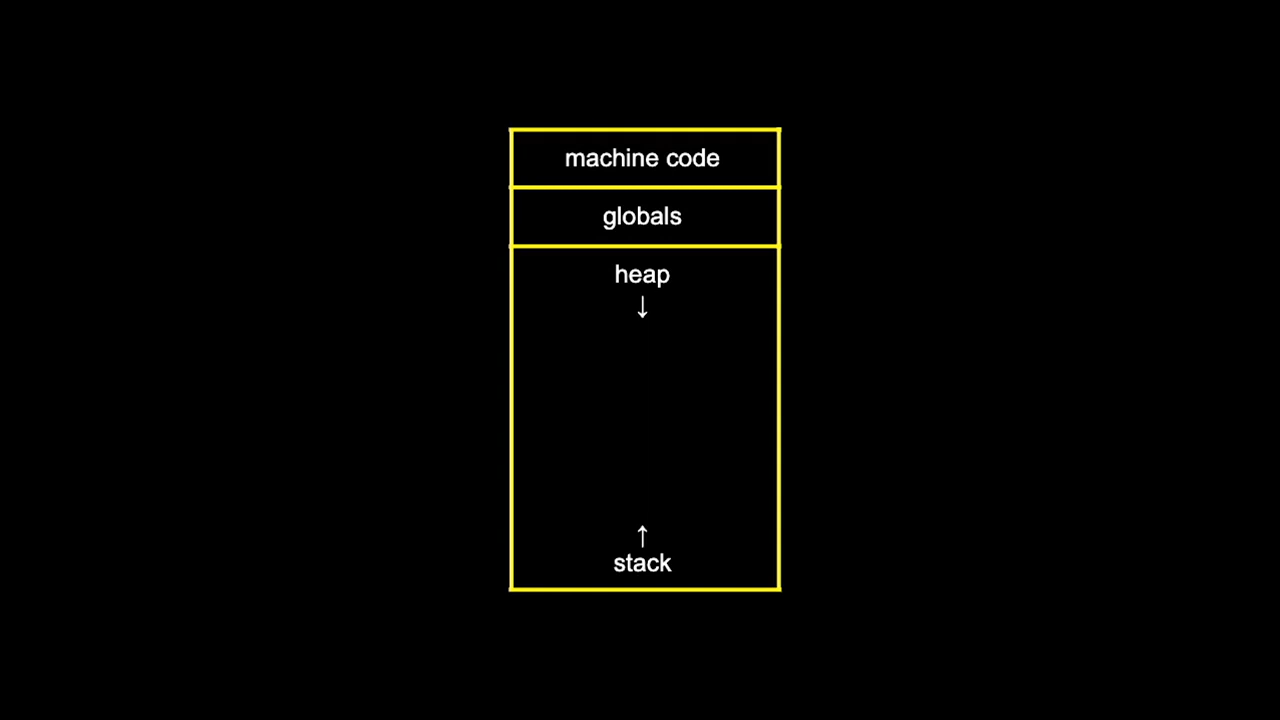 machine code
globals
heap
↓
↑
stack